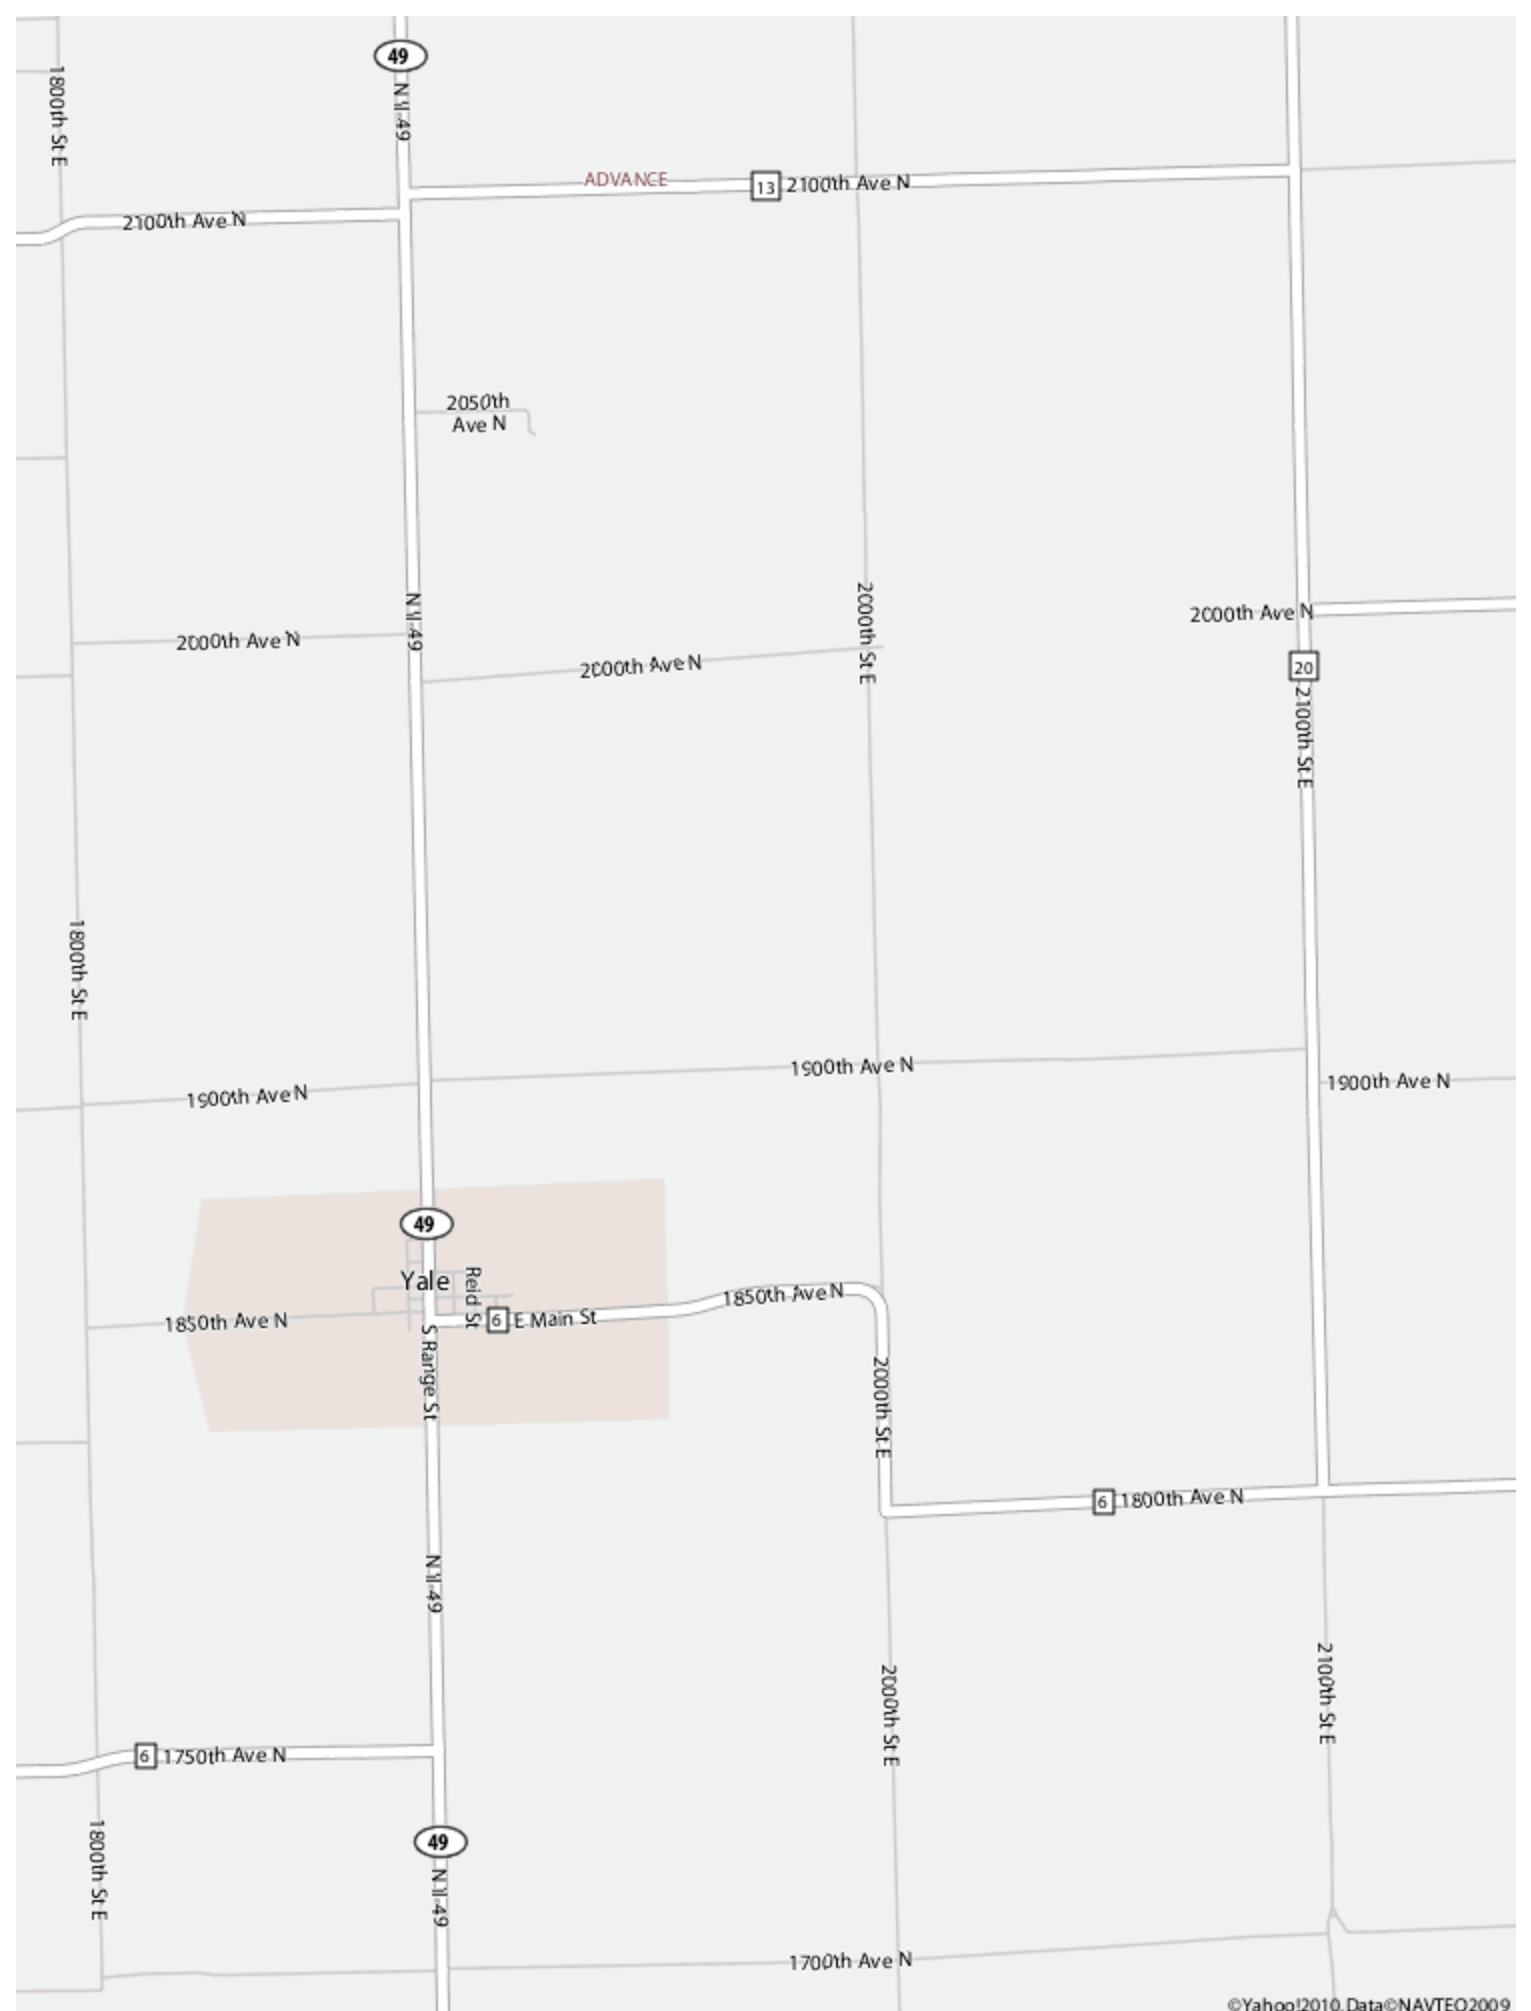 49
1800th St E
N Il-49
ADVANCE
13
2100th Ave N
2100th Ave N
2050th
Ave N
2000th St E
N Il-49
2000th Ave N
2000th Ave N
2000th Ave N
20
2100th St E
1800th St E
1900th Ave N
1900th Ave N
1900th Ave N
49
Yale
Reid St
1850th Ave N
6
E Main St
1850th Ave N
S Range St
2000th St E
6
1800th Ave N
N Il-49
2000th St E
2100th St E
6
1750th Ave N
49
1800th St E
N Il-49
1700th Ave N
©Yahoo!2010,Data©NAVTEQ2009